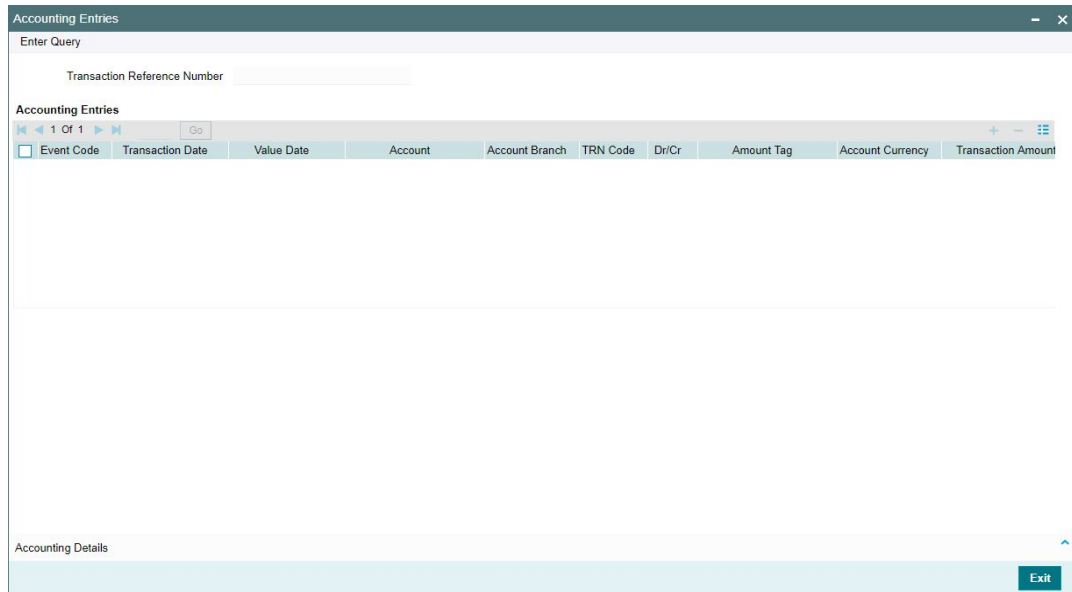 Accounting Entries
Enter Query
Transaction Reference Number
Accounting Entries
1 Of 1 Go
Event Code Transaction Date Value Date Account Account Branch TRN Code Dr/Cr Amount Tag Account Currency Transaction Amount
Accounting Details
Exit